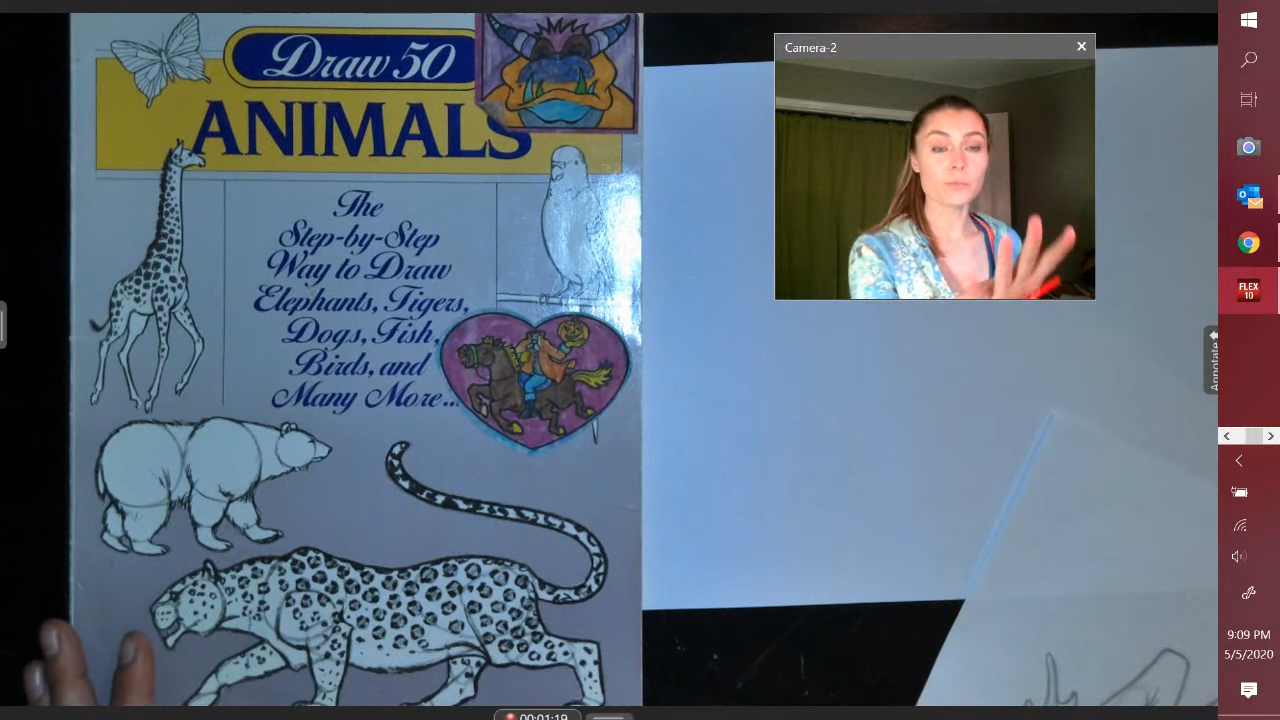 Draw 50
ANIMALS
The
Step-by-Step
Way to Draw
Elephants, Tigers,
Dogs, Fish,
Birds, and
Many More...
Camera-2
Annotate
FLEX
10
9:09 PM
5/5/2020
00:01:19